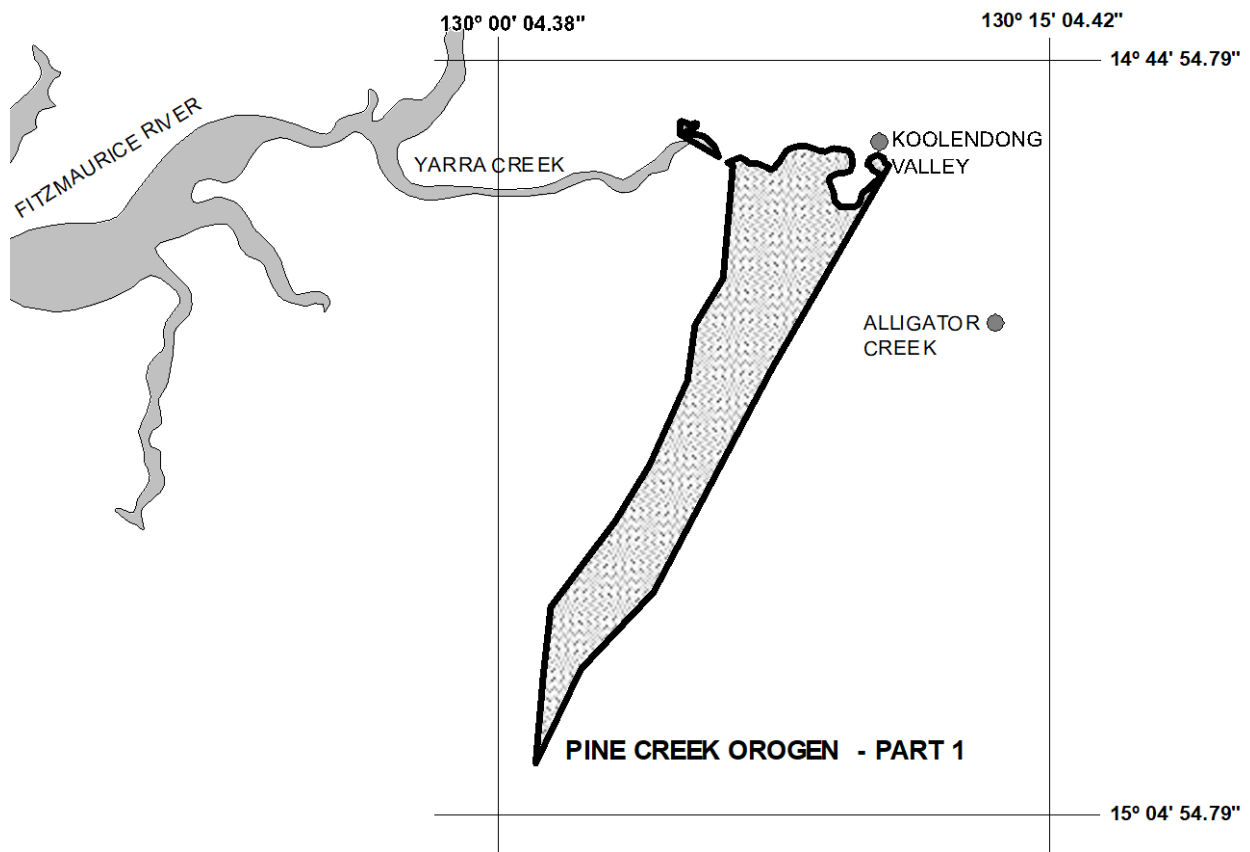 130º 00' 04.38"
130º 15' 04.42"
14º 44' 54.79"
FITZMAURICE RIVER
YARRA CREEK
KOOLENDONG
VALLEY
ALLIGATOR
CREEK
PINE CREEK OROGEN - PART 1
15º 04' 54.79"